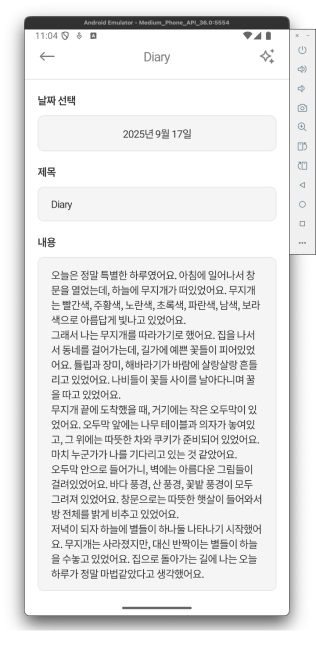 Android Emulator - Medium_Phone_API_36.0:5554
11:04
Diary
날짜 선택
2025년 9월 17일
제목
Diary
내용
오늘은 정말 특별한 하루였어요. 아침에 일어나서 창
문을 열었는데, 하늘에 무지개가 떠있었어요. 무지개
는 빨간색, 주황색, 노란색, 초록색, 파란색, 남색, 보라
색으로 아름답게 빛나고 있었어요.
그래서 나는 무지개를 따라가기로 했어요. 집을 나서
서 동네를 걸어가는데, 길가에 예쁜 꽃들이 피어있었
어요. 튤립과 장미, 해바라기가 바람에 살랑살랑 흔들
리고 있었어요. 나비들이 꽃들 사이를 날아다니며 꿀
을 따고 있었어요.
무지개 끝에 도착했을 때, 거기에는 작은 오두막이 있
었어요. 오두막 앞에는 나무 테이블과 의자가 놓여있
고, 그 위에는 따뜻한 차와 쿠키가 준비되어 있었어요.
마치 누군가가 나를 기다리고 있는 것 같았어요.
오두막 안으로 들어가니, 벽에는 아름다운 그림들이
걸려있었어요. 바다 풍경, 산 풍경, 꽃밭 풍경이 모두
그려져 있었어요. 창문으로는 따뜻한 햇살이 들어와서
방 전체를 밝게 비추고 있었어요.
저녁이 되자 하늘에 별들이 하나둘 나타나기 시작했어
요. 무지개는 사라졌지만, 대신 반짝이는 별들이 하늘
을 수놓고 있었어요. 집으로 돌아가는 길에 나는 오늘
하루가 정말 마법같았다고 생각했어요.